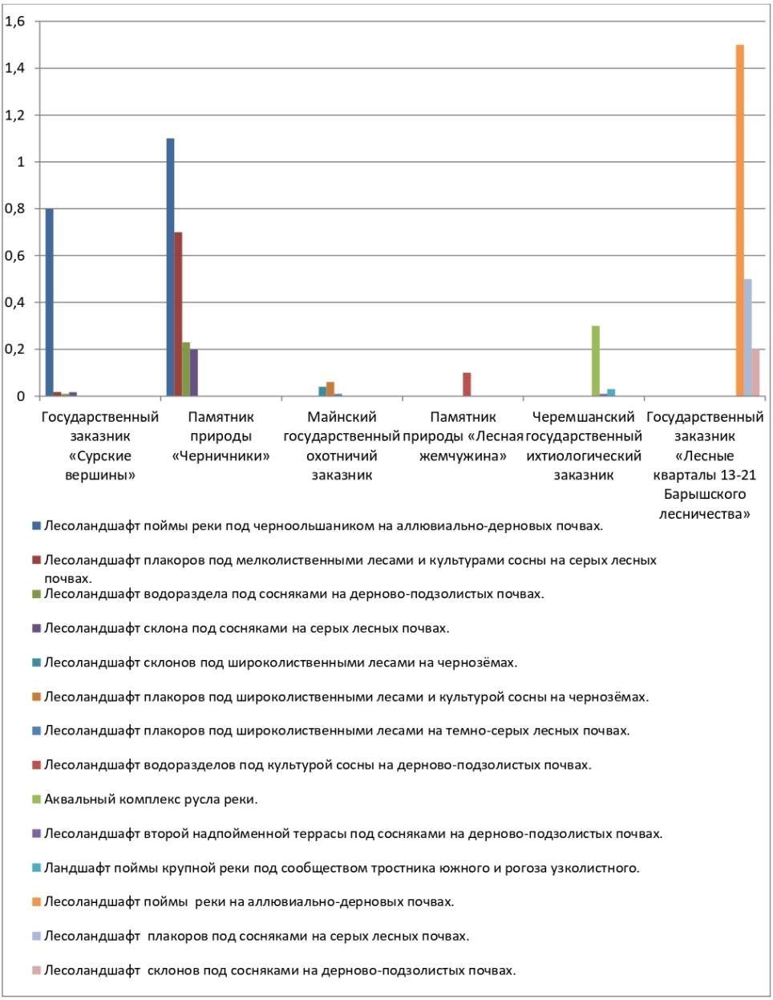 1,6
1,4
1,2
1
0,8
0,6
0,4
0,2
0
Государственный
заказник
«Сурские
вершины»
Памятник
природы
«Черничники»
Майнский
государственный
охотничий
заказник
Памятник
природы «Лесная
жемчужина»
Черемшанский
государственный
ихтиологический
заказник
Государственный
заказник
«Лесные
кварталы 13-21
Барышского
лесничества»
Лесоландшафт поймы реки под черноольшаником на аллювиально-дерновых почвах.
Лесоландшафт плакоров под мелколиственными лесами и культурами сосны на серых лесных
почвах.
Лесоландшафт водораздела под сосняками на дерново-подзолистых почвах.
Лесоландшафт склона под сосняками на серых лесных почвах.
Лесоландшафт склонов под широколиственными лесами на чернозёмах.
Лесоландшафт плакоров под широколиственными лесами и культурой сосны на чернозёмах.
Лесоландшафт плакоров под широколиственными лесами на темно-серых лесных почвах.
Лесоландшафт водоразделов под культурой сосны на дерново-подзолистых почвах.
Аквальный комплекс русла реки.
Лесоландшафт второй надпойменной террасы под сосняками на дерново-подзолистых почвах.
Ландшафт поймы крупной реки под сообществом тростника южного и рогоза узколистного.
Лесоландшафт поймы  реки на аллювиально-дерновых почвах.
Лесоландшафт  плакоров под сосняками на серых лесных почвах.
Лесоландшафт  склонов под сосняками на дерново-подзолистых почвах.